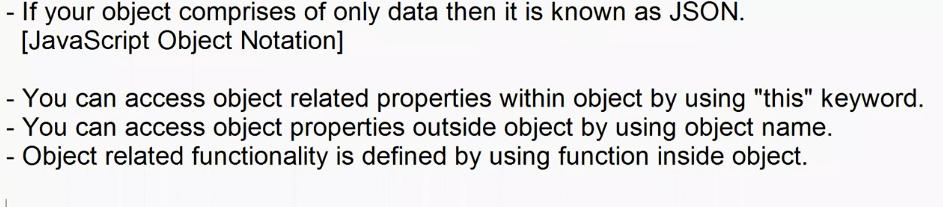 - If your object comprises of only data then it is known as JSON.
[JavaScript Object Notation]
- You can access object related properties within object by using "this" keyword.
- You can access object properties outside object by using object name.
- Object related functionality is defined by using function inside object.